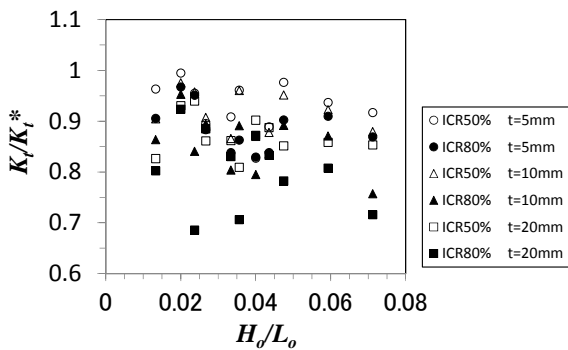 1.1
1
0.9
0.8
0.7
0.6
K_t/K_t*
0 0.02 0.04 0.06 0.08
H_o/L_o
○ICR50% t=5mm
●ICR80% t=5mm
△ICR50% t=10mm
▲ICR80% t=10mm
□ICR50% t=20mm
■ICR80% t=20mm